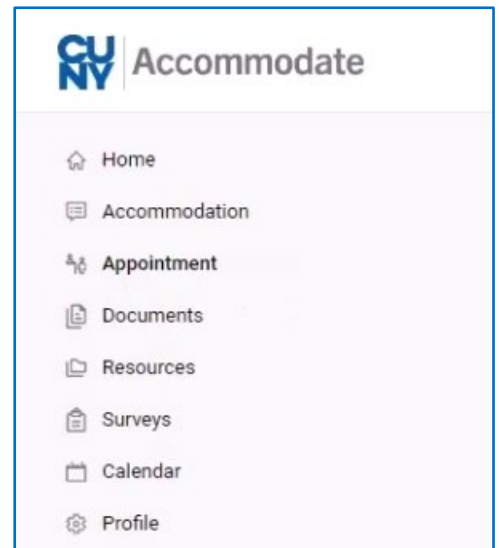 CUNY Accommodate
Home
Accommodation
Appointment
Documents
Resources
Surveys
Calendar
Profile